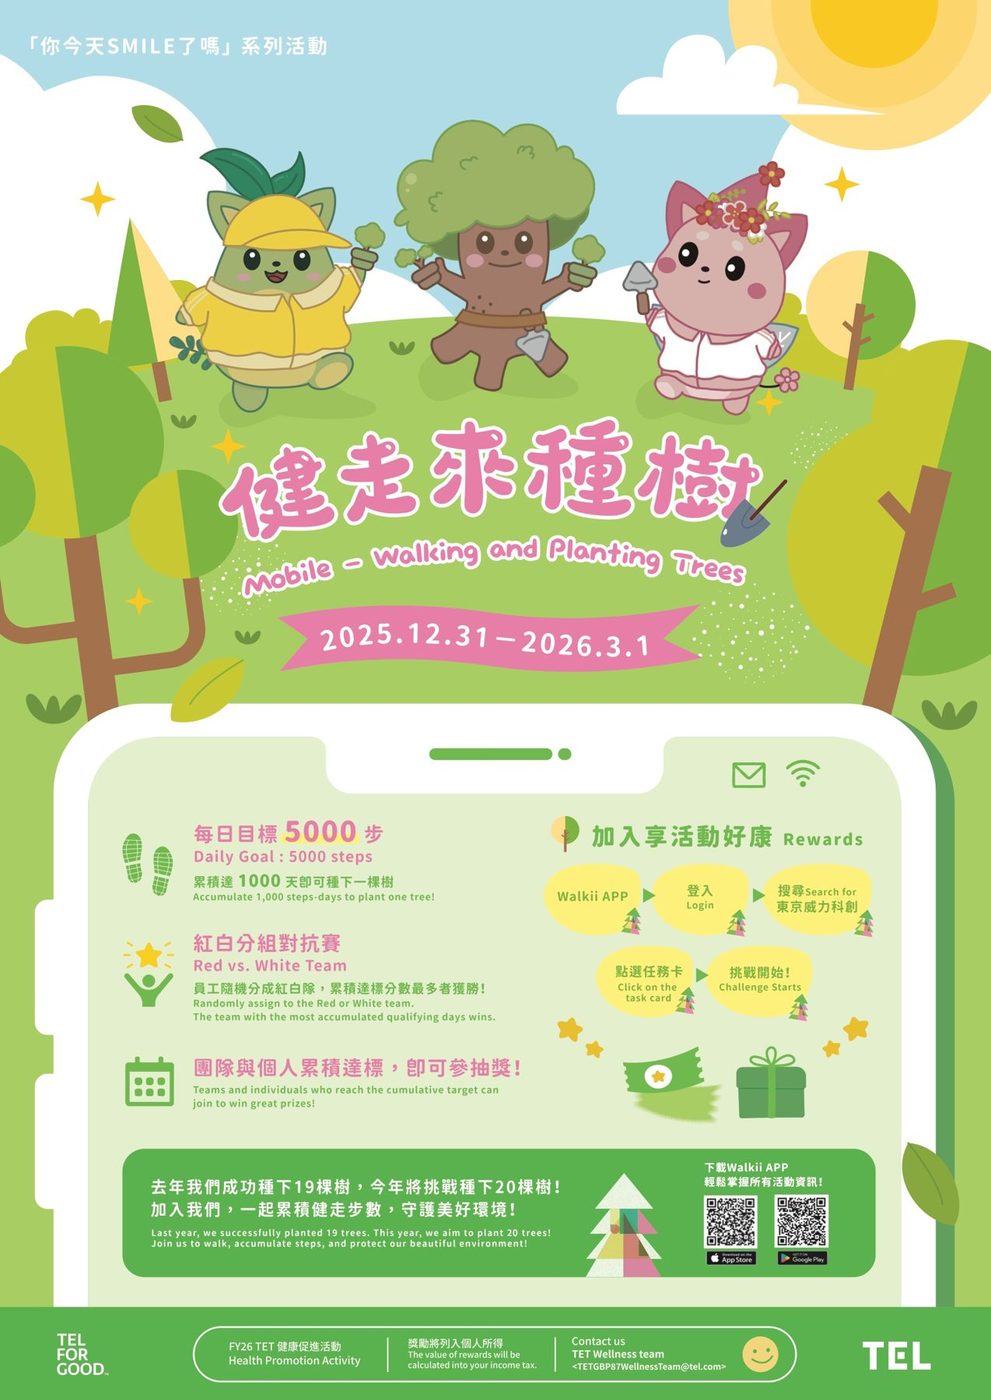 「你今天SMILE了嗎」系列活動
健走來種樹
Mobile - Walking and Planting Trees
2025.12.31－2026.3.1
每日目標 5000 步
Daily Goal : 5000 steps
累積達 1000 天即可種下一棵樹
Accumulate 1,000 steps-days to plant one tree!
紅白分組對抗賽
Red vs. White Team
員工隨機分成紅白隊，累積達標分數最多者獲勝!
Randomly assign to the Red or White team.
The team with the most accumulated qualifying days wins.
團隊與個人累積達標，即可參抽獎!
Teams and individuals who reach the cumulative target can
join to win great prizes!
加入享活動好康 Rewards
Walkii APP
登入
Login
搜尋Search for
東京威力科創
點選任務卡
Click on the
task card
挑戰開始!
Challenge Starts
去年我們成功種下19棵樹，今年將挑戰種下20棵樹!
加入我們，一起累積健走步數，守護美好環境!
Last year, we successfully planted 19 trees. This year, we aim to plant 20 trees!
Join us to walk, accumulate steps, and protect our beautiful environment!
下載Walkii APP
輕鬆掌握所有活動資訊!
Download on the
App Store
GET IT ON
Google Play
TEL
FOR
GOOD™
FY26 TET 健康促進活動
Health Promotion Activity
獎勵將列入個人所得
The value of rewards will be
calculated into your income tax.
Contact us
TET Wellness team
<TETGBP87WellnessTeam@tel.com>
TEL